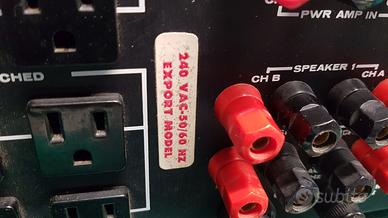 PWR AMP IN
SPEAKER 1
CH B
CH A
CHED
240 VAC-50/60 HZ
EXPORT MODEL
subito